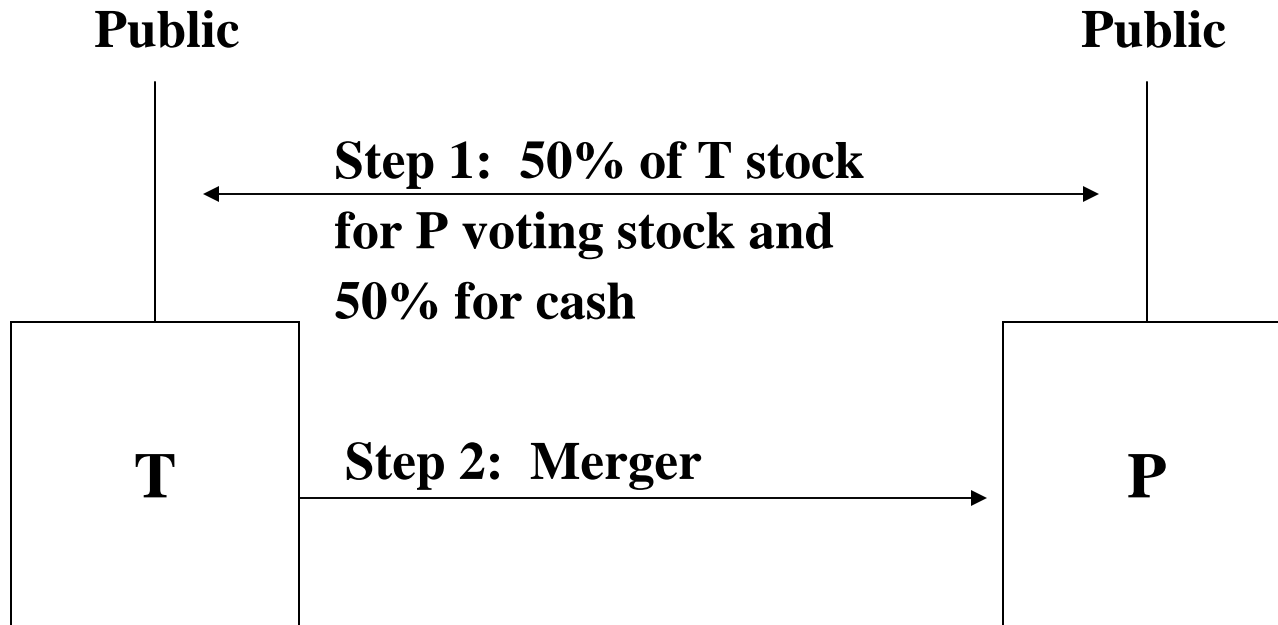 Public
Public
Step 1: 50% of T stock
for P voting stock and
50% for cash
Step 2: Merger
T
P